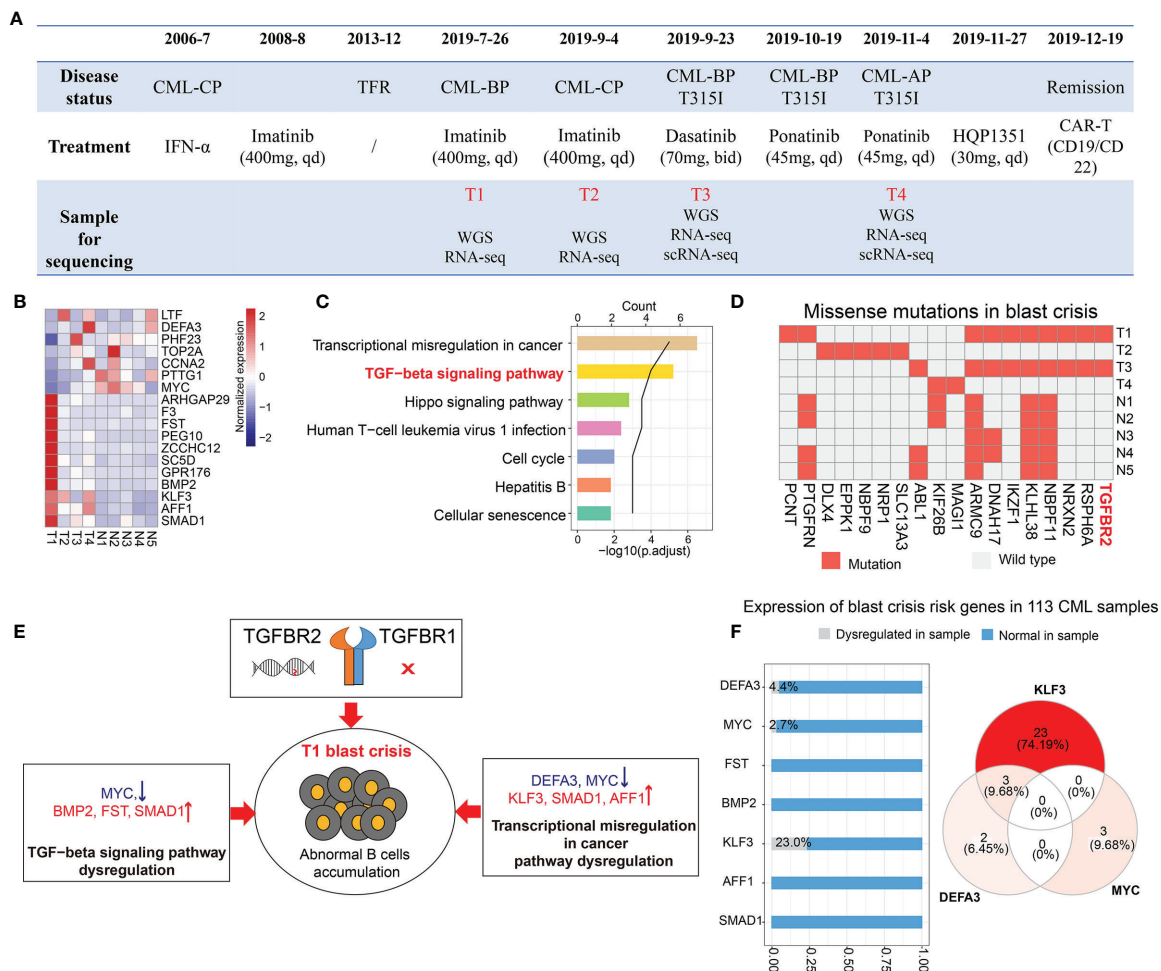 A
2006-7 2008-8 2013-12 2019-7-26 2019-9-4 2019-9-23 2019-10-19 2019-11-4 2019-11-27 2019-12-19
Disease status CML-CP TFR CML-BP CML-CP CML-BP T315I CML-BP T315I CML-AP T315I Remission
Treatment IFN-α Imatinib (400mg, qd) / Imatinib (400mg, qd) Imatinib (400mg, qd) Dasatinib (70mg, bid) Ponatinib (45mg, qd) Ponatinib (45mg, qd) HQP1351 (30mg, qd) CAR-T (CD19/CD 22)
Sample for sequencing T1 WGS RNA-seq T2 WGS RNA-seq T3 WGS RNA-seq scRNA-seq T4 WGS RNA-seq scRNA-seq
B
LTF
DEFA3
PHF23
TOP2A
CCNA2
PTTG1
MYC
ARHGAP29
F3
FST
PEG10
ZCCHC12
SC5D
GPR176
BMP2
KLF3
AFF1
SMAD1
T1 T2 T3 T4 N1 N2 N3 N4 N5
Normalized expression
2
1
0
−1
−2
C
Count
0 2 4 6
Transcriptional misregulation in cancer
TGF−beta signaling pathway
Hippo signaling pathway
Human T−cell leukemia virus 1 infection
Cell cycle
Hepatitis B
Cellular senescence
0 2 4 6
−log10(p.adjust)
D
Missense mutations in blast crisis
T1
T2
T3
T4
N1
N2
N3
N4
N5
PCNT PTGFRN DLX4 EPPK1 NBPF9 NRP1 SLC13A3 ABL1 KIF26B MAGI1 ARMC9 DNAH17 IKZF1 KLHL38 NBPF11 NRXN2 RSPH6A TGFBR2
Mutation Wild type
E
TGFBR2 TGFBR1
?
x
T1 blast crisis
Abnormal B cells
accumulation
MYC,↓
BMP2, FST, SMAD1↑
TGF−beta signaling pathway
dysregulation
DEFA3, MYC↓
KLF3, SMAD1, AFF1↑
Transcriptional misregulation
in cancer
pathway dysregulation
Expression of blast crisis risk genes in 113 CML samples
F
Dysregulated in sample Normal in sample
DEFA3 4.4%
MYC 2.7%
FST
BMP2
KLF3 23.0%
AFF1
SMAD1
0.00 0.25 0.50 0.75 1.00
KLF3
23
(74.19%)
3
(9.68%)
0
(0%)
0
(0%)
2
(6.45%)
0
(0%)
3
(9.68%)
DEFA3
MYC